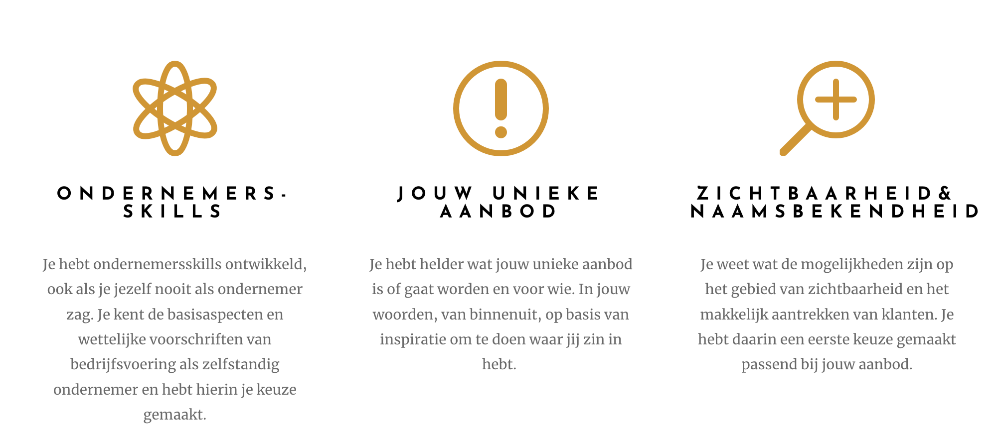 ONDERNEMERS-
SKILLS
Je hebt ondernemersskills ontwikkeld,
ook als je jezelf nooit als ondernemer
zag. Je kent de basisaspecten en
wettelijke voorschriften van
bedrijfsvoering als zelfstandig
ondernemer en hebt hierin je keuze
gemaakt.
JOUW UNIEKE
AANBOD
Je hebt helder wat jouw unieke aanbod
is of gaat worden en voor wie. In jouw
woorden, van binnenuit, op basis van
inspiratie om te doen waar jij zin in
hebt.
ZICHTBAARHEID&
NAAMSBEKENDHEID
Je weet wat de mogelijkheden zijn op
het gebied van zichtbaarheid en het
makkelijk aantrekken van klanten. Je
hebt daarin een eerste keuze gemaakt
passend bij jouw aanbod.